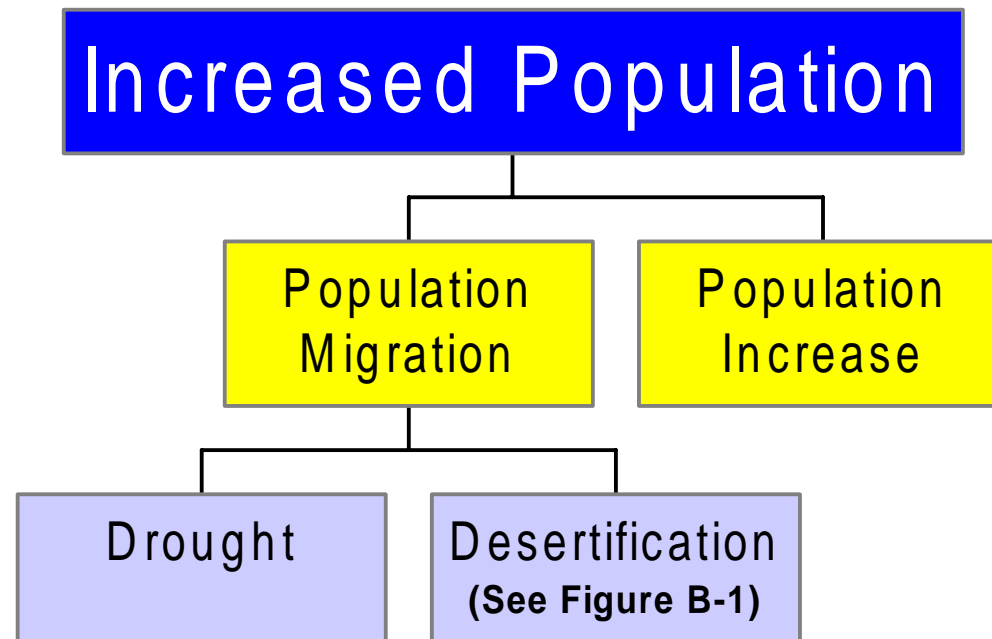 Increased Population
Population
Migration
Population
Increase
Drought
Desertification
(See Figure B-1)